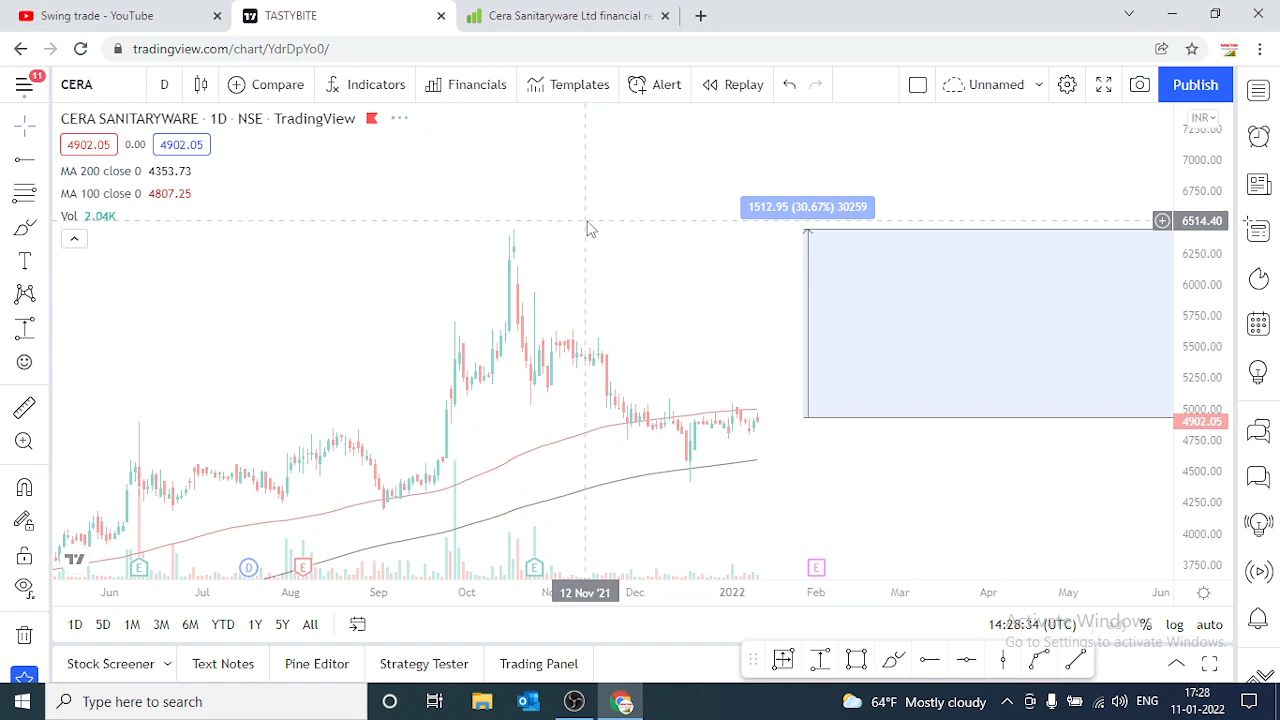 Swing trade - YouTube
TASTYBITE
Cera Sanitaryware Ltd financial re
tradingview.com/chart/YdrDpYo0/
11
CERA
D
Compare
Indicators
Financials
Templates
Alert
Replay
Unnamed
Publish
CERA SANITARYWARE · 1D · NSE · TradingView
INR
4902.05
0.00
4902.05
MA 200 close 0 4353.73
MA 100 close 0 4807.25
Vol 2.04K
1512.95 (30.67%) 30259
7250.00
7000.00
6750.00
6514.40
6250.00
6000.00
5750.00
5500.00
5250.00
5000.00
4902.05
4750.00
4500.00
4250.00
4000.00
3750.00
E
D
E
E
E
Jun
Jul
Aug
Sep
Oct
12 Nov '21
Dec
2022
Feb
Mar
Apr
May
Jun
1D
5D
1M
3M
6M
YTD
1Y
5Y
All
14:28:34 (UTC)
%
log
auto
Activate Windows
Go to Settings to activate Windows.
Stock Screener
Text Notes
Pine Editor
Strategy Tester
Trading Panel
Type here to search
64°F Mostly cloudy
ENG
17:28
11-01-2022